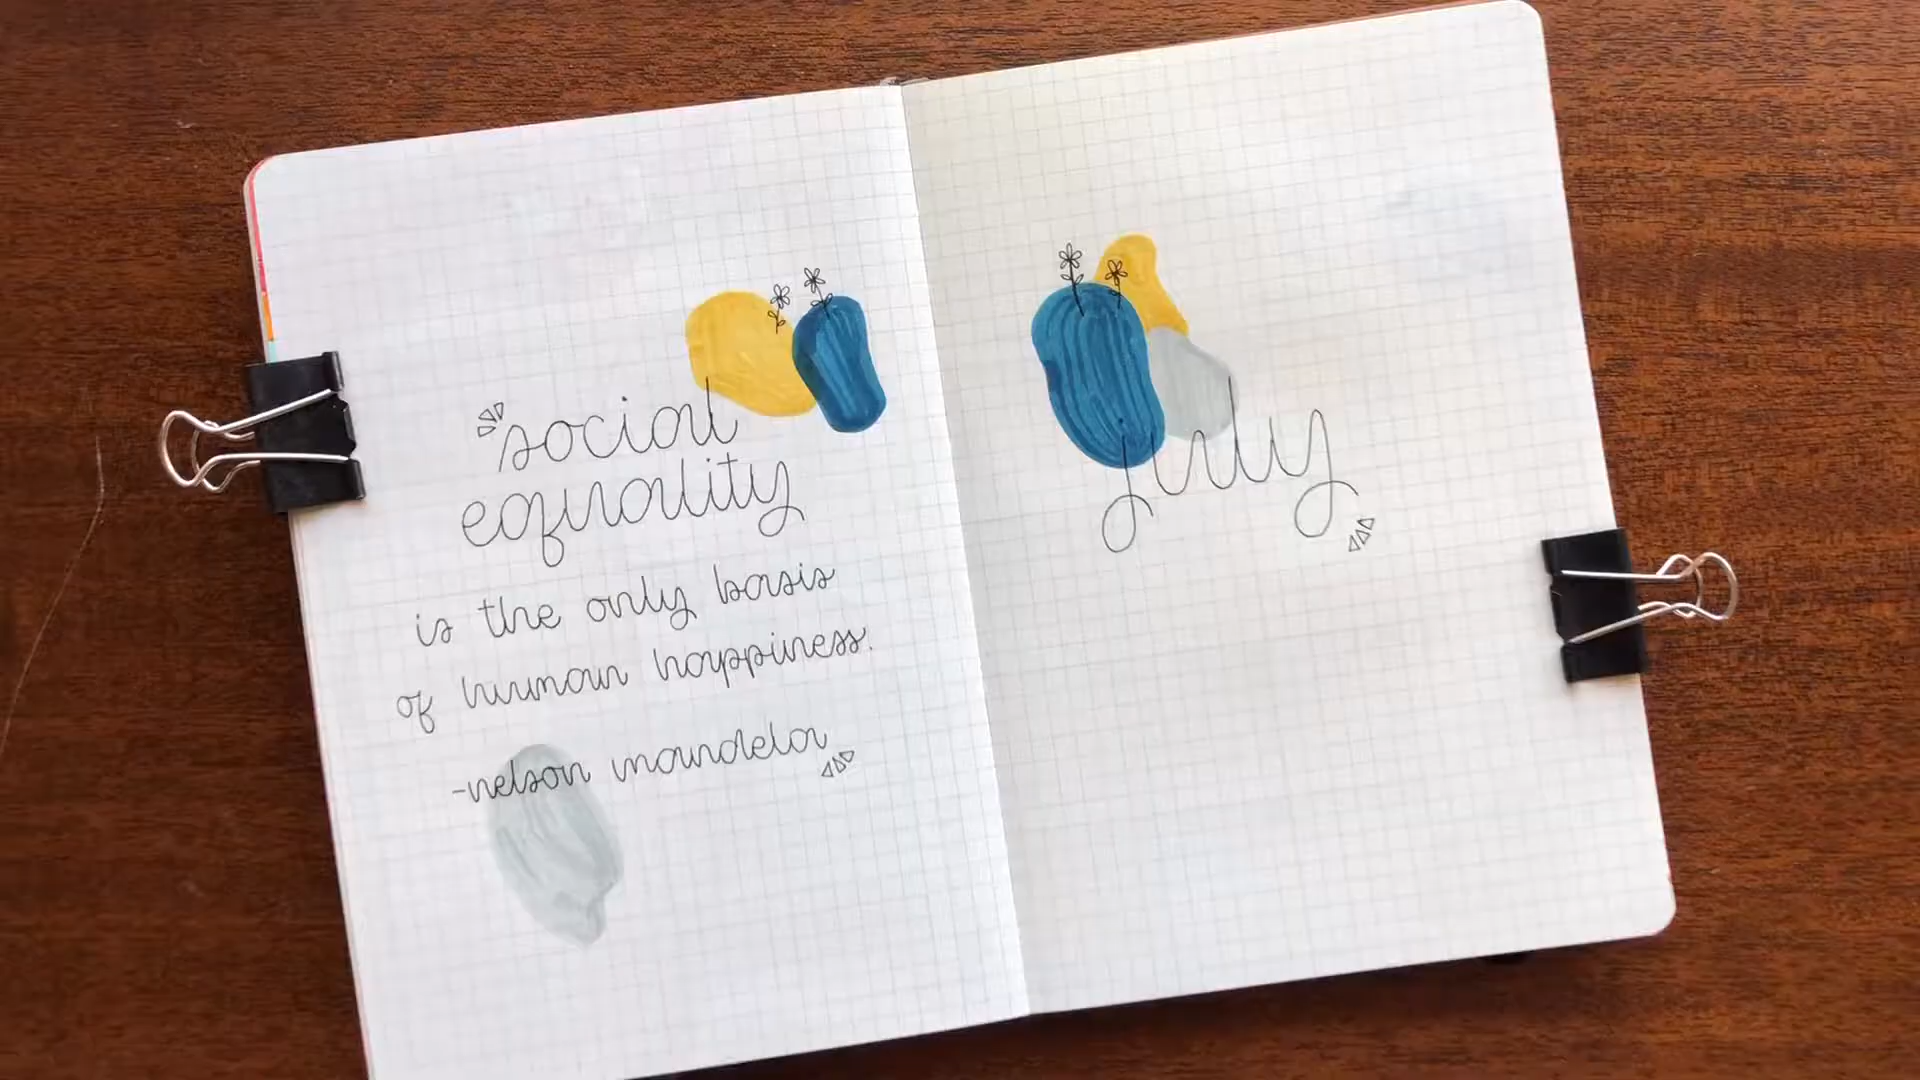 social
equality
is the only basis
of human happiness.
-nelson mandela
july